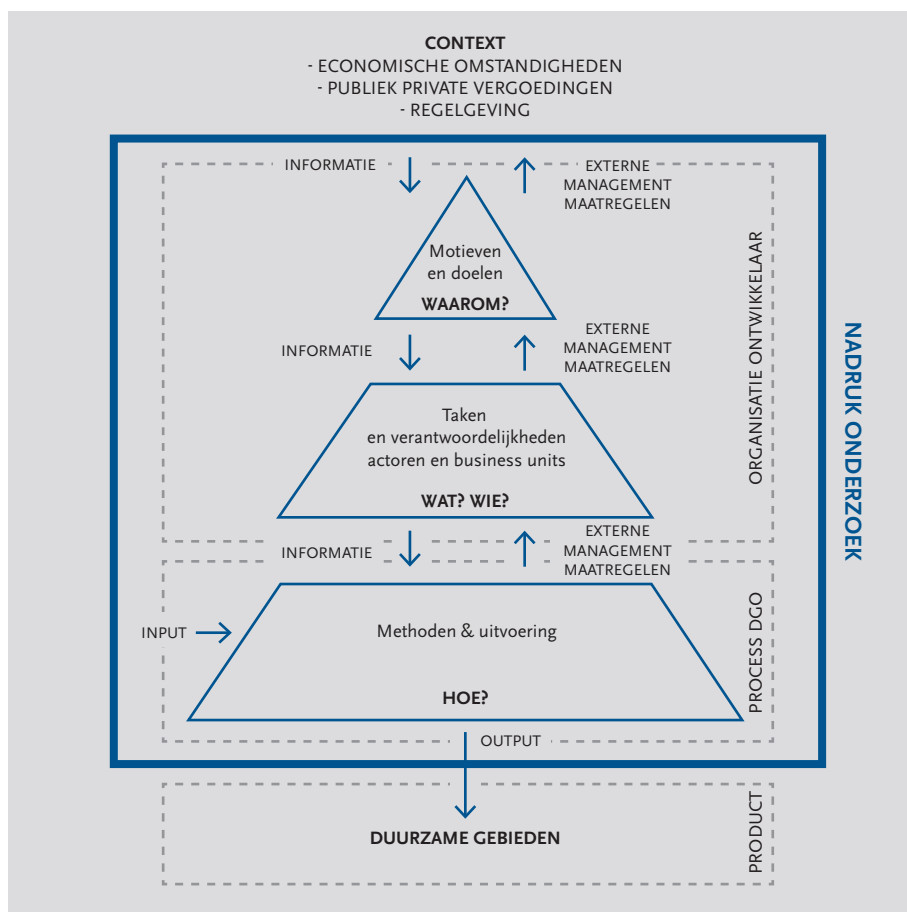 CONTEXT
- ECONOMISCHE OMSTANDIGHEDEN
- PUBLIEK PRIVATE VERGOEDINGEN
- REGELGEVING
INFORMATIE
EXTERNE
MANAGEMENT
MAATREGELEN
Motieven
en doelen
WAAROM?
INFORMATIE
EXTERNE
MANAGEMENT
MAATREGELEN
Taken
en verantwoordelijkheden
actoren en business units
WAT? WIE?
ORGANISATIE ONTWIKKELAAR
NADRUK ONDERZOEK
INFORMATIE
EXTERNE
MANAGEMENT
MAATREGELEN
INPUT
Methoden & uitvoering
HOE?
PROCESS DGO
OUTPUT
DUURZAME GEBIEDEN
PRODUCT